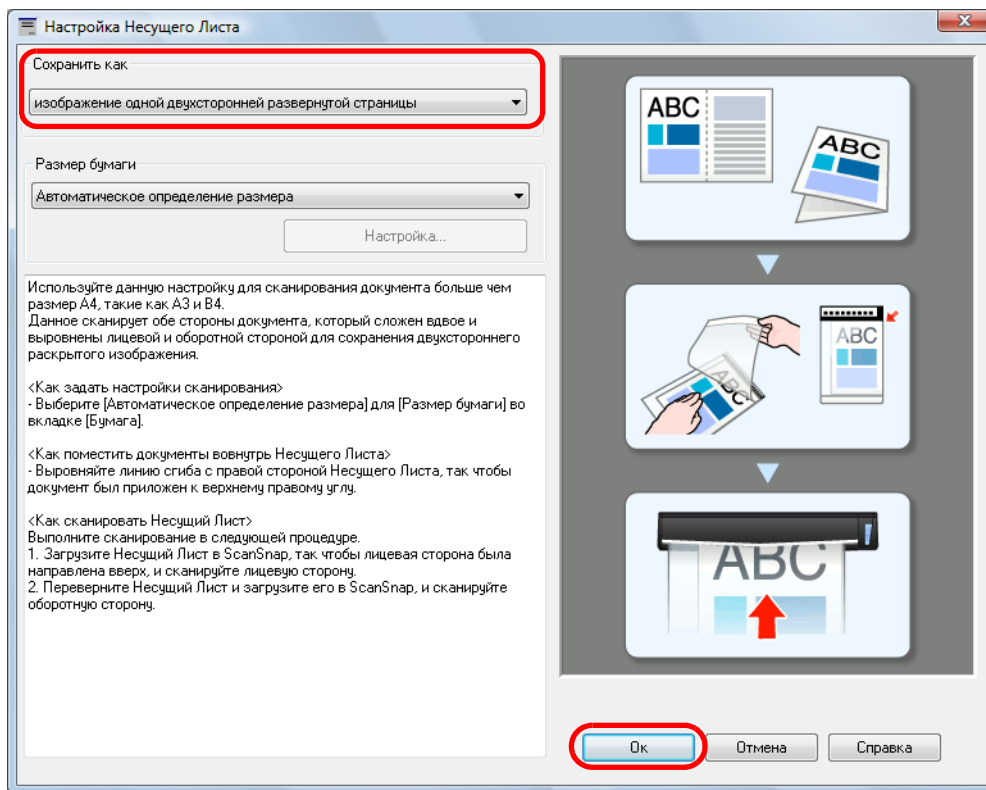 Настройка Несущего Листа
Сохранить как
изображение одной двухсторонней развернутой страницы
Размер бумаги
Автоматическое определение размера
Настройка...
Используйте данную настройку для сканирования документа больше чем
размер A4, такие как A3 и B4.
Данное сканирует обе стороны документа, который сложен вдвое и
выровнены лицевой и оборотной стороной для сохранения двухстороннего
раскрытого изображения.
<Как задать настройки сканирования>
- Выберите [Автоматическое определение размера] для [Размер бумаги] во
вкладке [Бумага].
<Как поместить документы вовнутрь Несущего Листа>
- Выровняйте линию сгиба с правой стороной Несущего Листа, так чтобы
документ был приложен к верхнему правому углу.
<Как сканировать Несущий Лист>
Выполните сканирование в следующей процедуре.
1. Загрузите Несущий Лист в ScanSnap, так чтобы лицевая сторона была
направлена вверх, и сканируйте лицевую сторону.
2. Переверните Несущий Лист и загрузите его в ScanSnap, и сканируйте
оборотную сторону.
ABC
ABC
ABC
ABC
ABC
Ок
Отмена
Справка